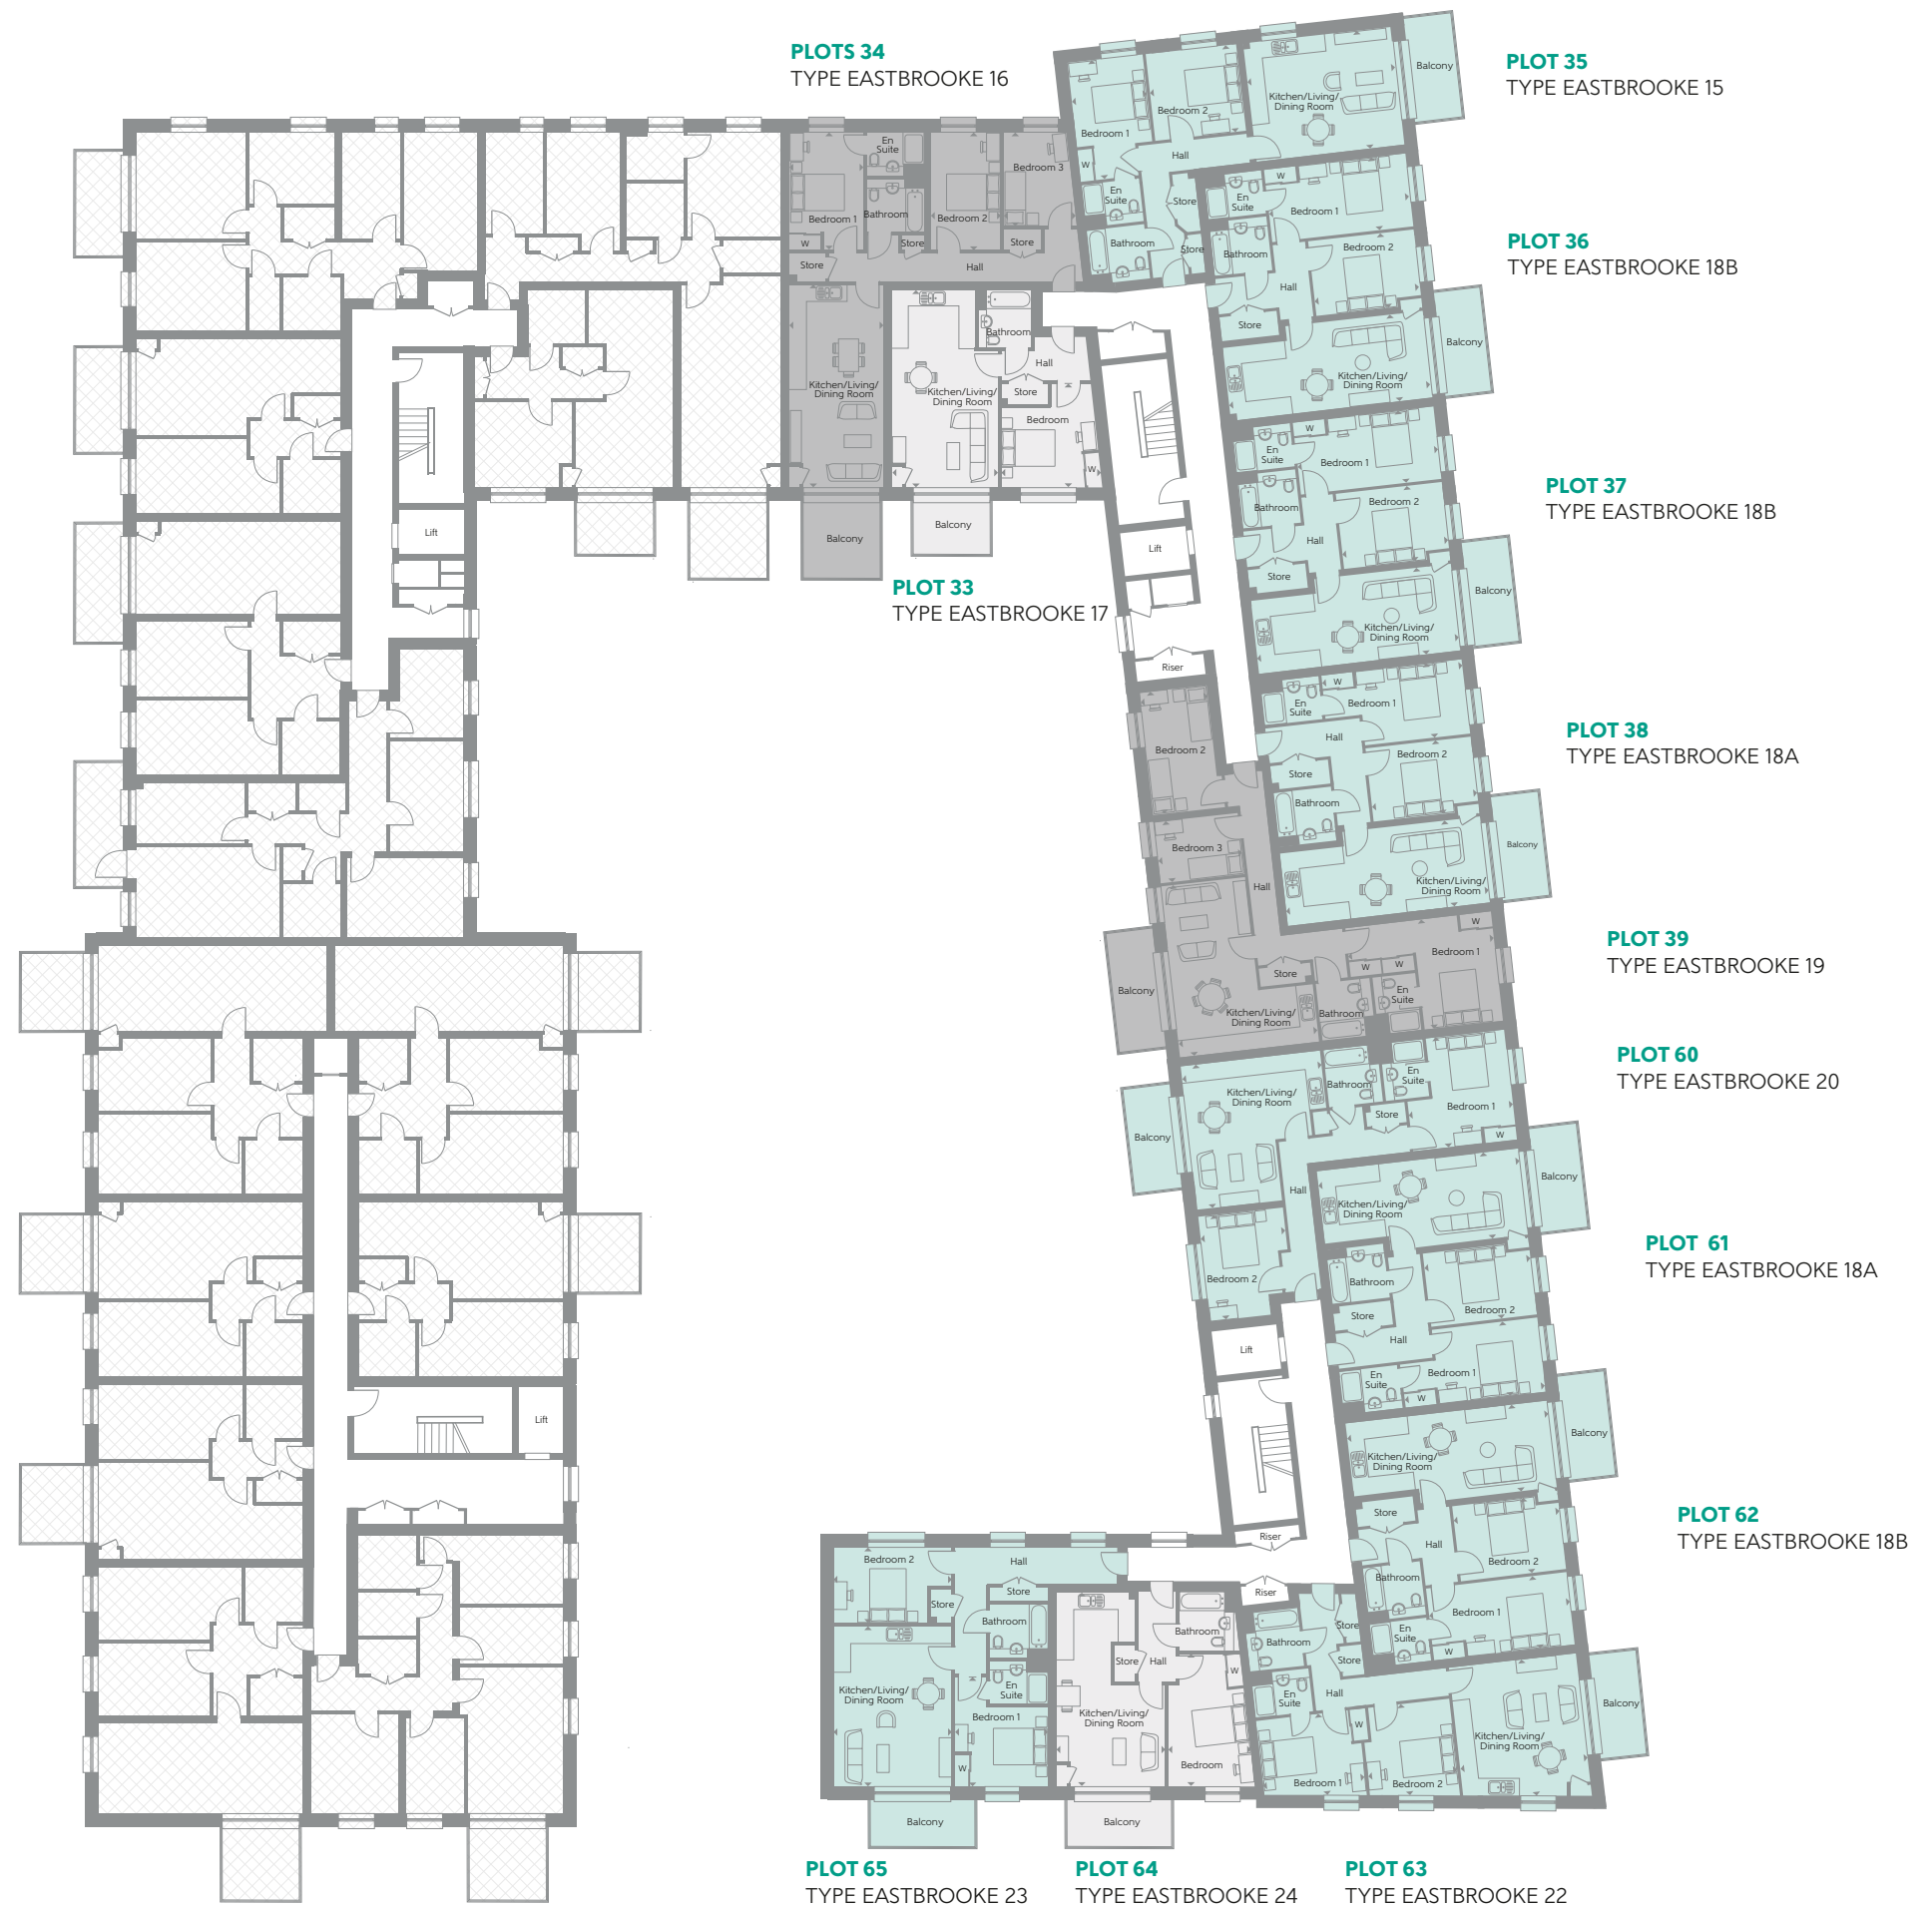 PLOTS 34
TYPE EASTBROOKE 16
PLOT 35
TYPE EASTBROOKE 15
Bedroom 1
Bedroom 2
Kitchen/Living/
Dining Room
Balcony
Hall
W
En
Suite
Store
Bathroom
Store
En
Suite
Bedroom 1
Bathroom
Bedroom 2
Bedroom 3
W
Store
Store
Store
Hall
Kitchen/Living/
Dining Room
Balcony
PLOT 36
TYPE EASTBROOKE 18B
W
En
Suite
Bedroom 1
Bathroom
Bedroom 2
Hall
Store
Kitchen/Living/
Dining Room
Balcony
Bathroom
Hall
Store
Kitchen/Living/
Dining Room
Bedroom
W
Balcony
PLOT 33
TYPE EASTBROOKE 17
Lift
Lift
Riser
PLOT 37
TYPE EASTBROOKE 18B
W
En
Suite
Bedroom 1
Bathroom
Bedroom 2
Hall
Store
Kitchen/Living/
Dining Room
Balcony
PLOT 38
TYPE EASTBROOKE 18A
W
En
Suite
Bedroom 1
Hall
Bedroom 2
Store
Bathroom
Kitchen/Living/
Dining Room
Balcony
PLOT 39
TYPE EASTBROOKE 19
Bedroom 2
Bedroom 3
Hall
W
Bedroom 1
W
W
Store
En
Suite
Bathroom
Kitchen/Living/
Dining Room
Balcony
PLOT 60
TYPE EASTBROOKE 20
Kitchen/Living/
Dining Room
Bathroom
En
Suite
Store
Bedroom 1
W
Balcony
Hall
Bedroom 2
PLOT 61
TYPE EASTBROOKE 18A
Balcony
Kitchen/Living/
Dining Room
Bathroom
Bedroom 2
Store
Hall
Bedroom 1
En
Suite
W
Lift
Lift
PLOT 62
TYPE EASTBROOKE 18B
Balcony
Kitchen/Living/
Dining Room
Store
Hall
Bedroom 2
Bathroom
Bedroom 1
En
Suite
W
Riser
Riser
Bedroom 2
Hall
Store
Store
Bathroom
En
Suite
Kitchen/Living/
Dining Room
Bedroom 1
W
Balcony
Bathroom
Store
Hall
W
Kitchen/Living/
Dining Room
Bedroom
Balcony
Bathroom
Store
Store
En
Suite
Hall
W
Bedroom 1
Bedroom 2
Kitchen/Living/
Dining Room
Balcony
PLOT 65
TYPE EASTBROOKE 23
PLOT 64
TYPE EASTBROOKE 24
PLOT 63
TYPE EASTBROOKE 22